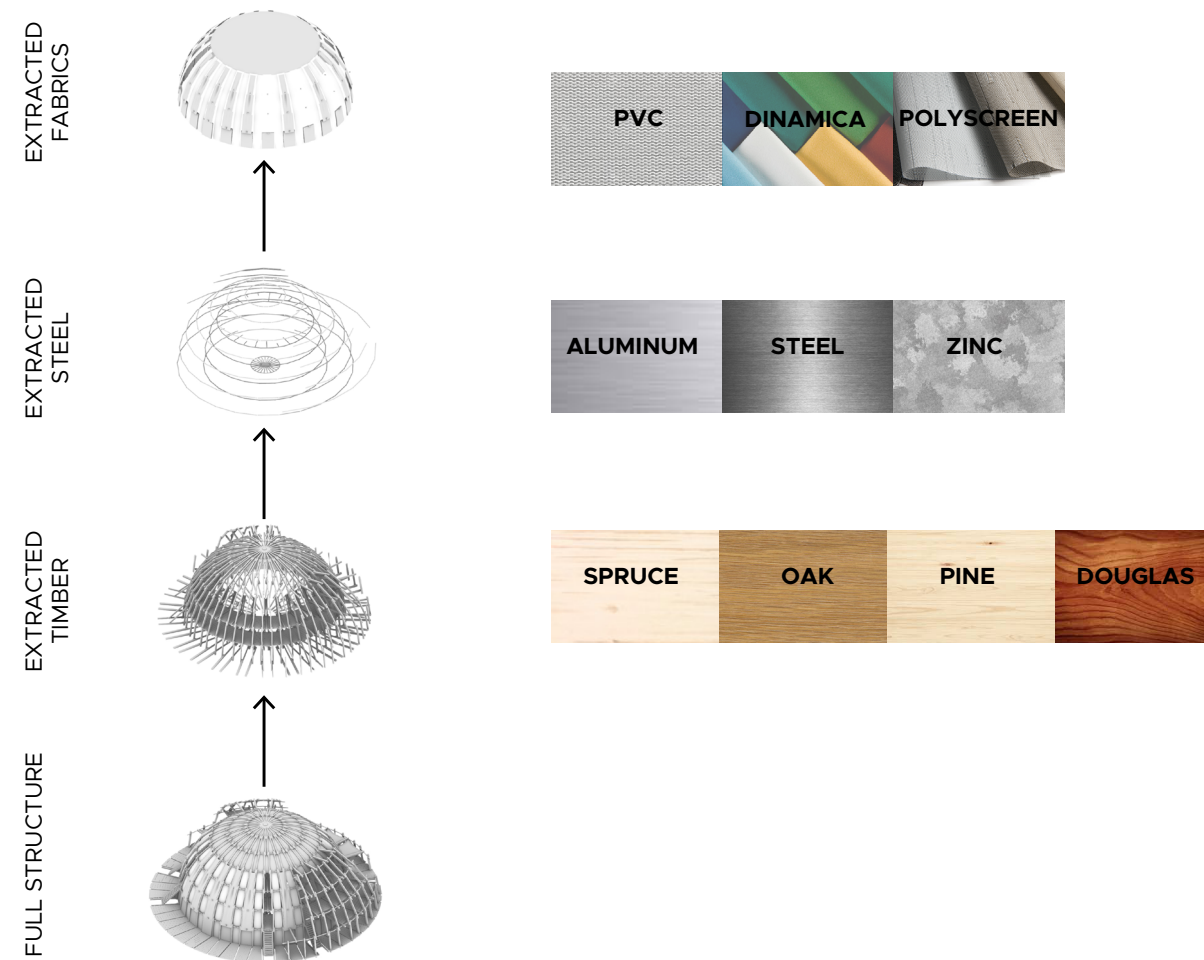 EXTRACTED
FABRICS
PVC
DINAMICA
POLYSCREEN
EXTRACTED
STEEL
ALUMINUM
STEEL
ZINC
EXTRACTED
TIMBER
SPRUCE
OAK
PINE
DOUGLAS
FULL STRUCTURE